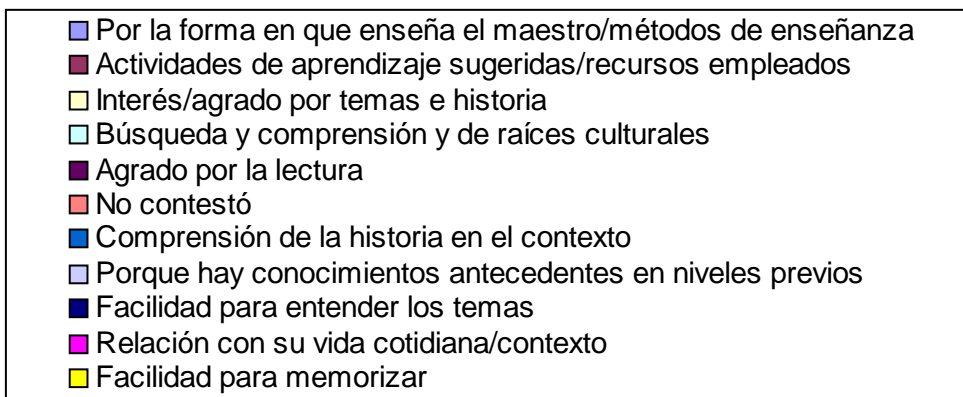 Por la forma en que enseña el maestro/métodos de enseñanza
Actividades de aprendizaje sugeridas/recursos empleados
Interés/agrado por temas e historia
Búsqueda y comprensión y de raíces culturales
Agrado por la lectura
No contestó
Comprensión de la historia en el contexto
Porque hay conocimientos antecedentes en niveles previos
Facilidad para entender los temas
Relación con su vida cotidiana/contexto
Facilidad para memorizar